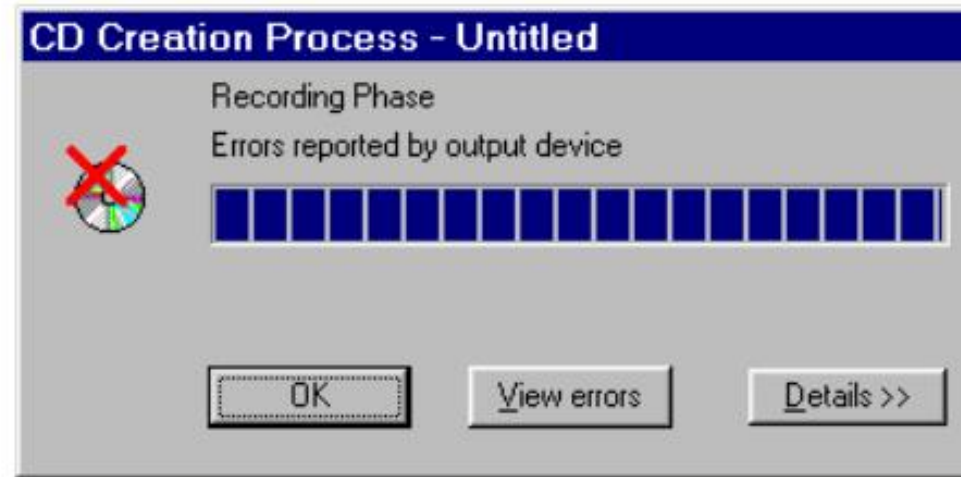 CD Creation Process - Untitled
Recording Phase
Errors reported by output device
OK
View errors
Details >>